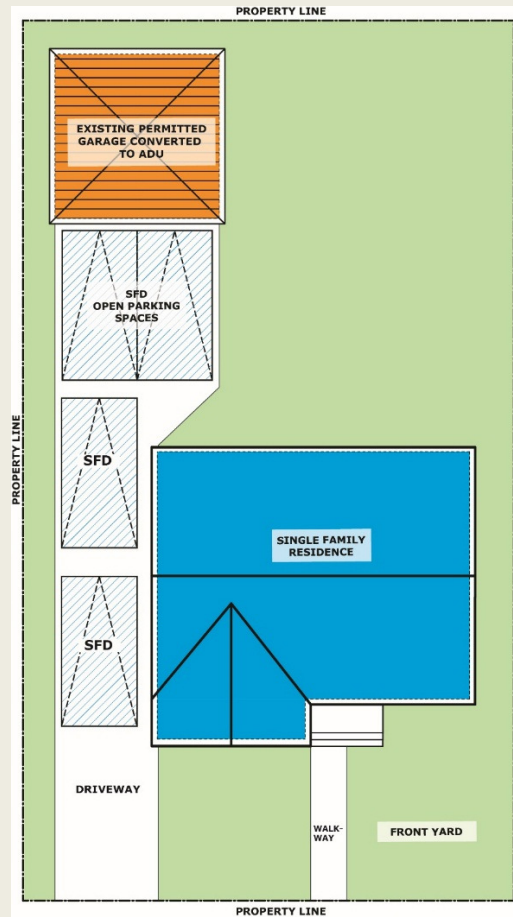 PROPERTY LINE
EXISTING PERMITTED
GARAGE CONVERTED
TO ADU
SFD
OPEN PARKING
SPACES
PROPERTY LINE
SFD
SINGLE FAMILY
RESIDENCE
SFD
DRIVEWAY
WALK-
WAY
FRONT YARD
PROPERTY LINE